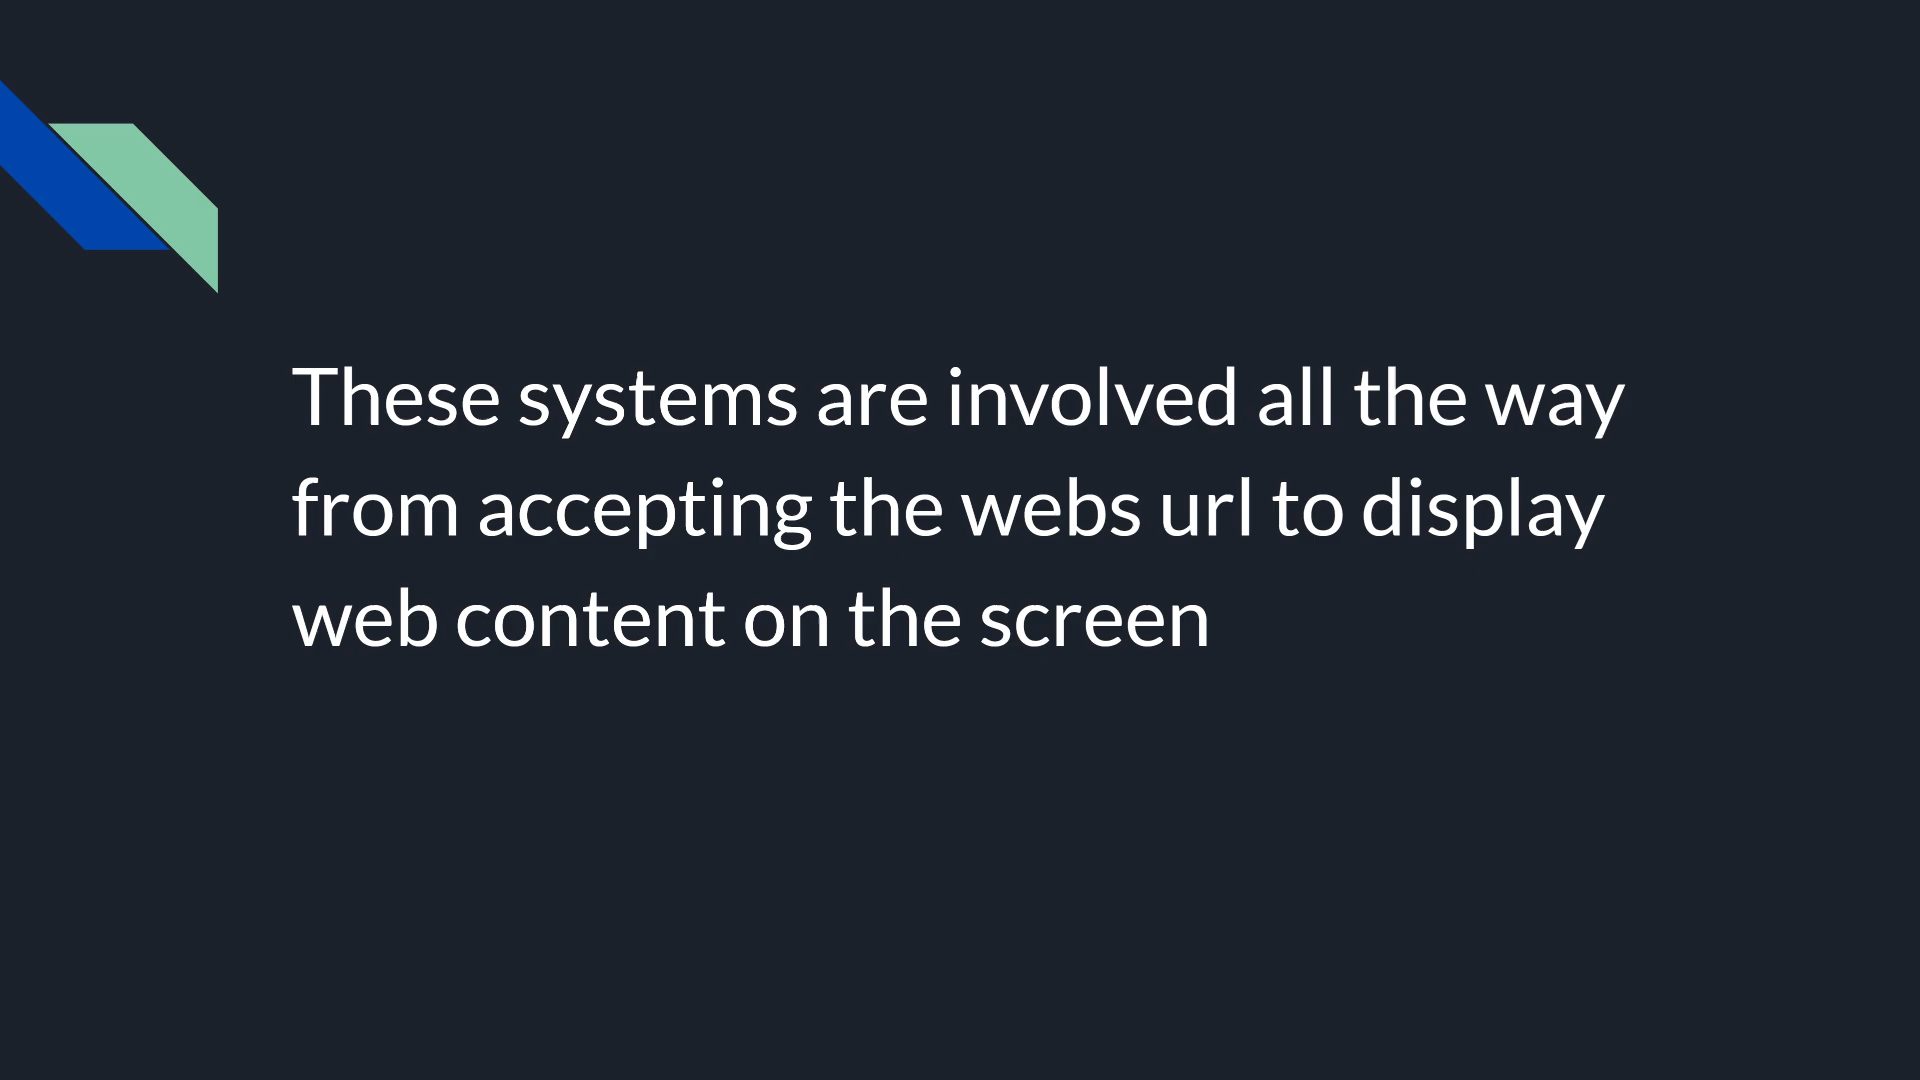 These systems are involved all the way
from accepting the webs url to display
web content on the screen